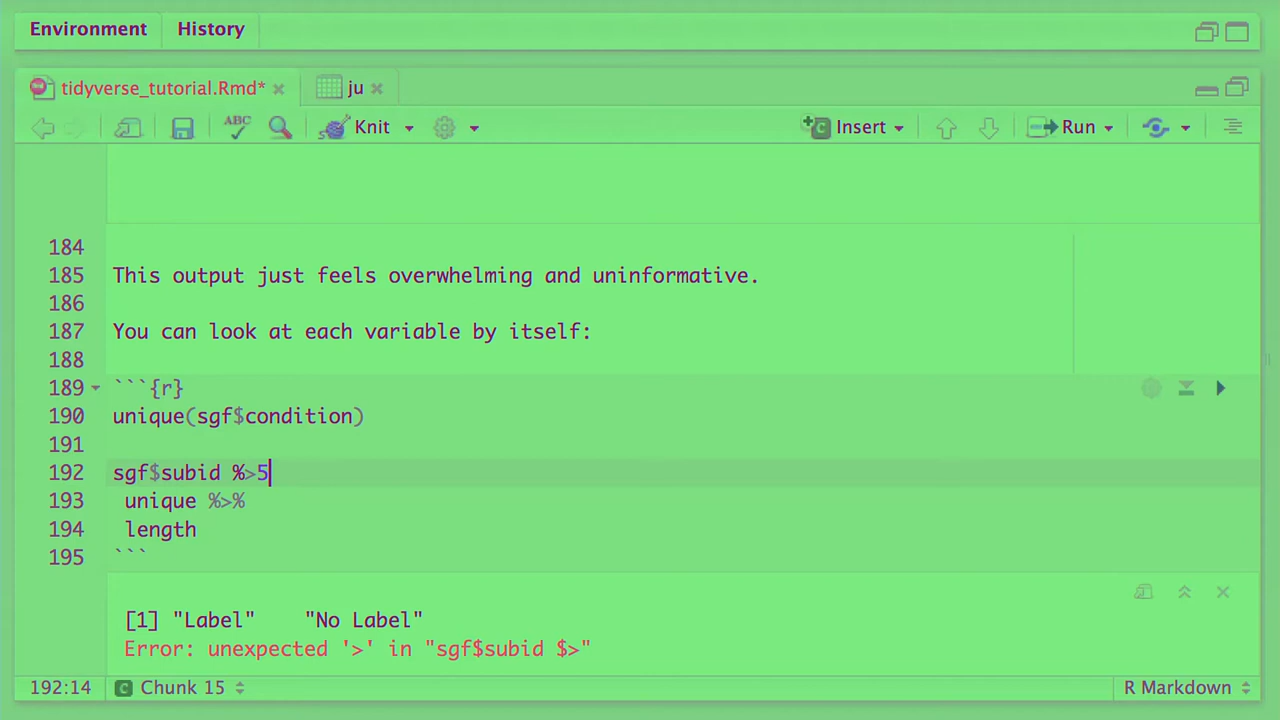 Environment History
tidyverse_tutorial.Rmd* ju
ABC Knit Insert Run
184
185 This output just feels overwhelming and uninformative.
186
187 You can look at each variable by itself:
188
189 ```{r}
190 unique(sgf$condition)
191
192 sgf$subid %>5
193  unique %>%
194  length
195 ```
[1] "Label"    "No Label"
Error: unexpected '>' in "sgf$subid $>"
192:14 C Chunk 15 R Markdown